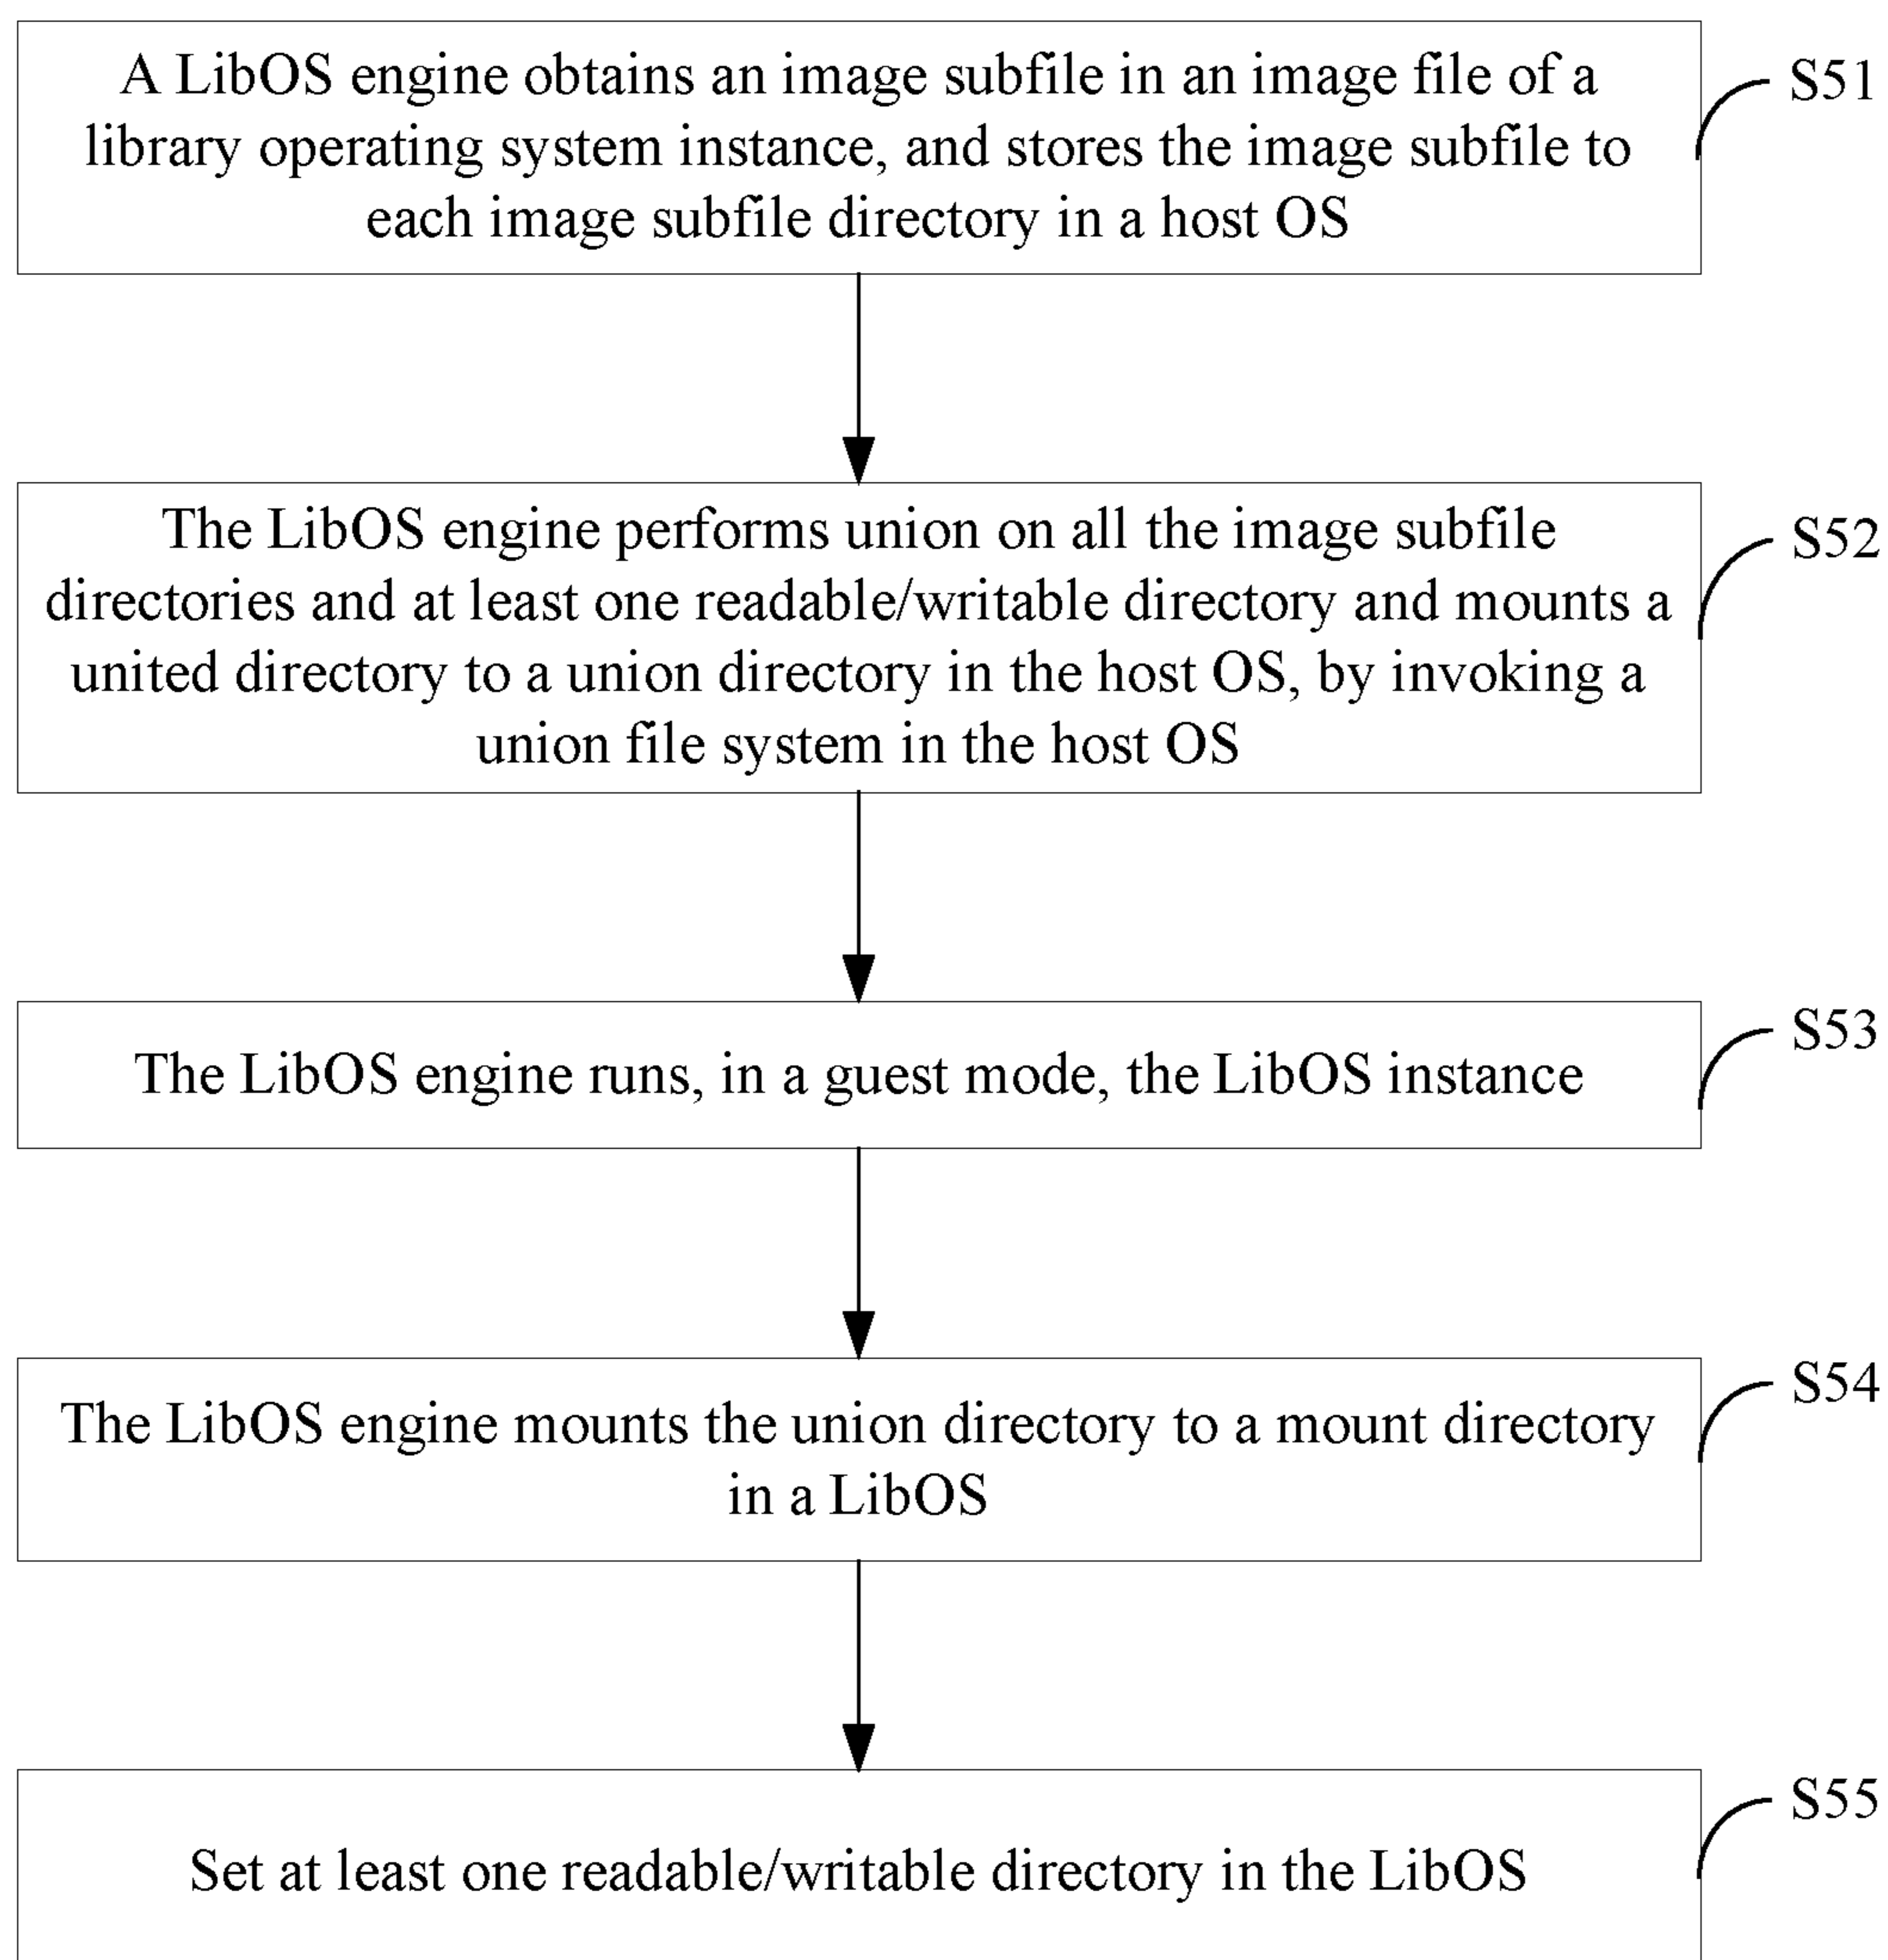 A LibOS engine obtains an image subfile in an image file of a
library operating system instance, and stores the image subfile to
each image subfile directory in a host OS
S51
The LibOS engine performs union on all the image subfile
directories and at least one readable/writable directory and mounts a
united directory to a union directory in the host OS, by invoking a
union file system in the host OS
S52
The LibOS engine runs, in a guest mode, the LibOS instance
S53
The LibOS engine mounts the union directory to a mount directory
in a LibOS
S54
Set at least one readable/writable directory in the LibOS
S55